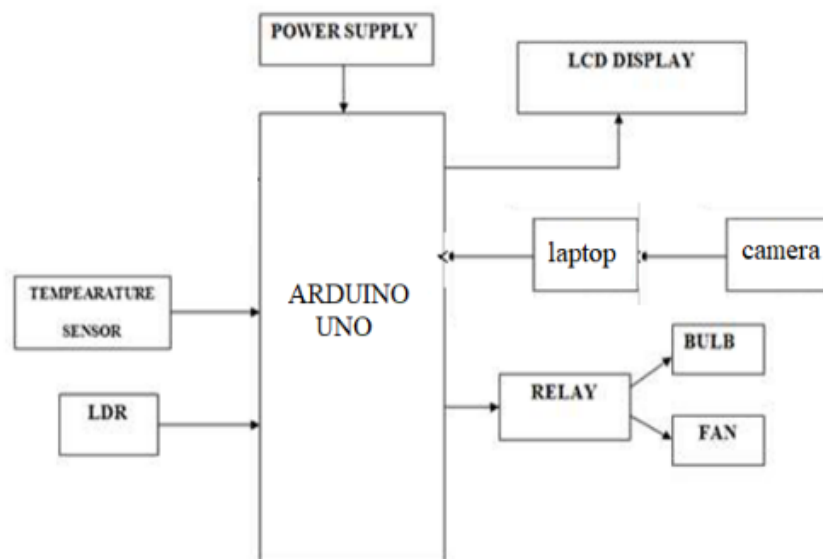 POWER SUPPLY
LCD DISPLAY
laptop
camera
TEMPEARATURE
SENSOR
ARDUINO
UNO
BULB
RELAY
LDR
FAN